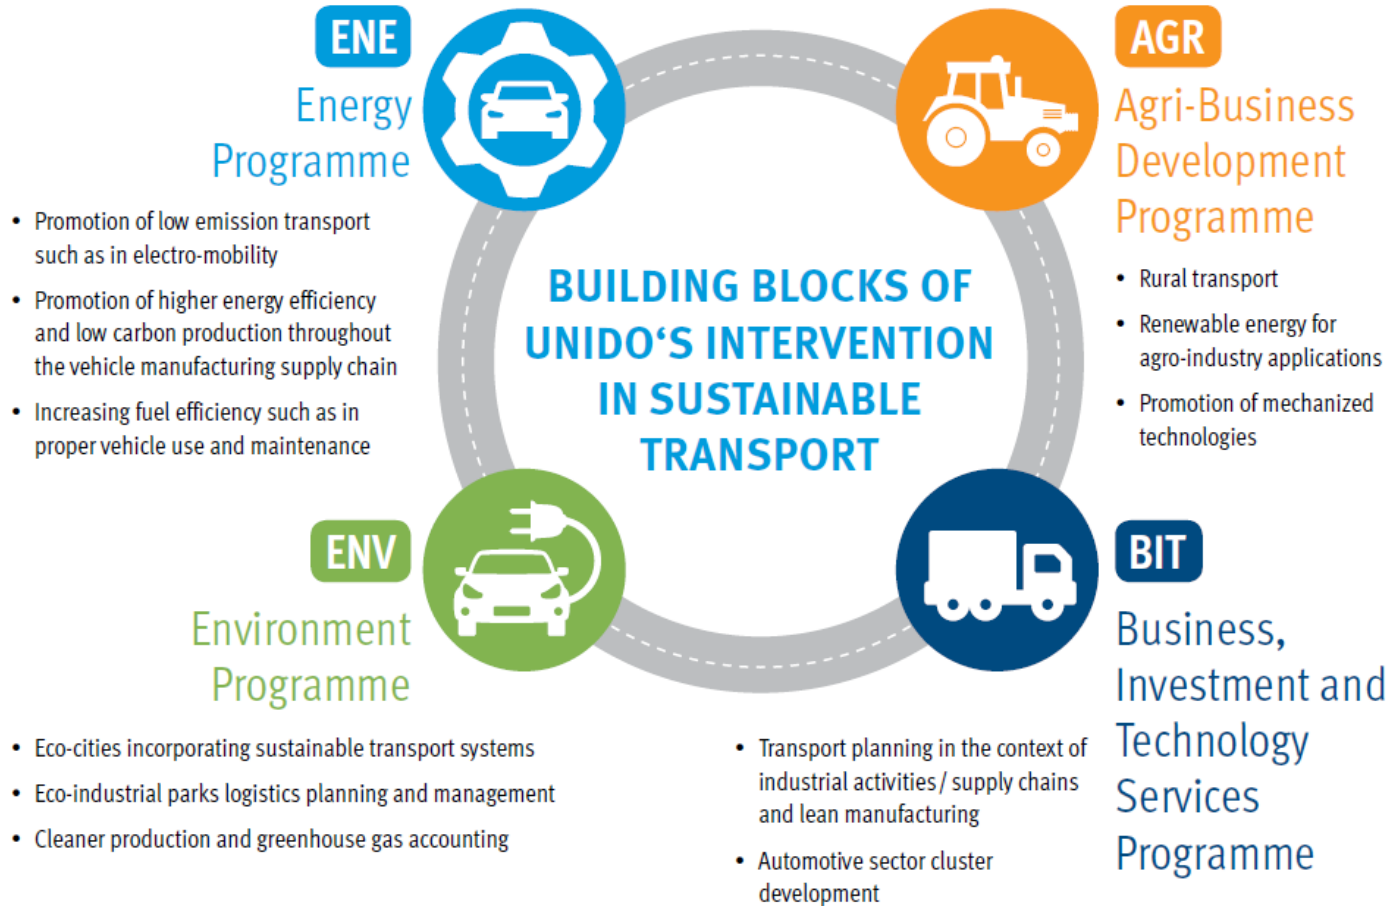 ENE
Energy
Programme
• Promotion of low emission transport
such as in electro-mobility
• Promotion of higher energy efficiency
and low carbon production throughout
the vehicle manufacturing supply chain
• Increasing fuel efficiency such as in
proper vehicle use and maintenance
AGR
Agri-Business
Development
Programme
• Rural transport
• Renewable energy for
agro-industry applications
• Promotion of mechanized
technologies
BUILDING BLOCKS OF
UNIDO‘S INTERVENTION
IN SUSTAINABLE
TRANSPORT
ENV
Environment
Programme
• Eco-cities incorporating sustainable transport systems
• Eco-industrial parks logistics planning and management
• Cleaner production and greenhouse gas accounting
BIT
Business,
Investment and
Technology
Services
Programme
• Transport planning in the context of
industrial activities / supply chains
and lean manufacturing
• Automotive sector cluster
development